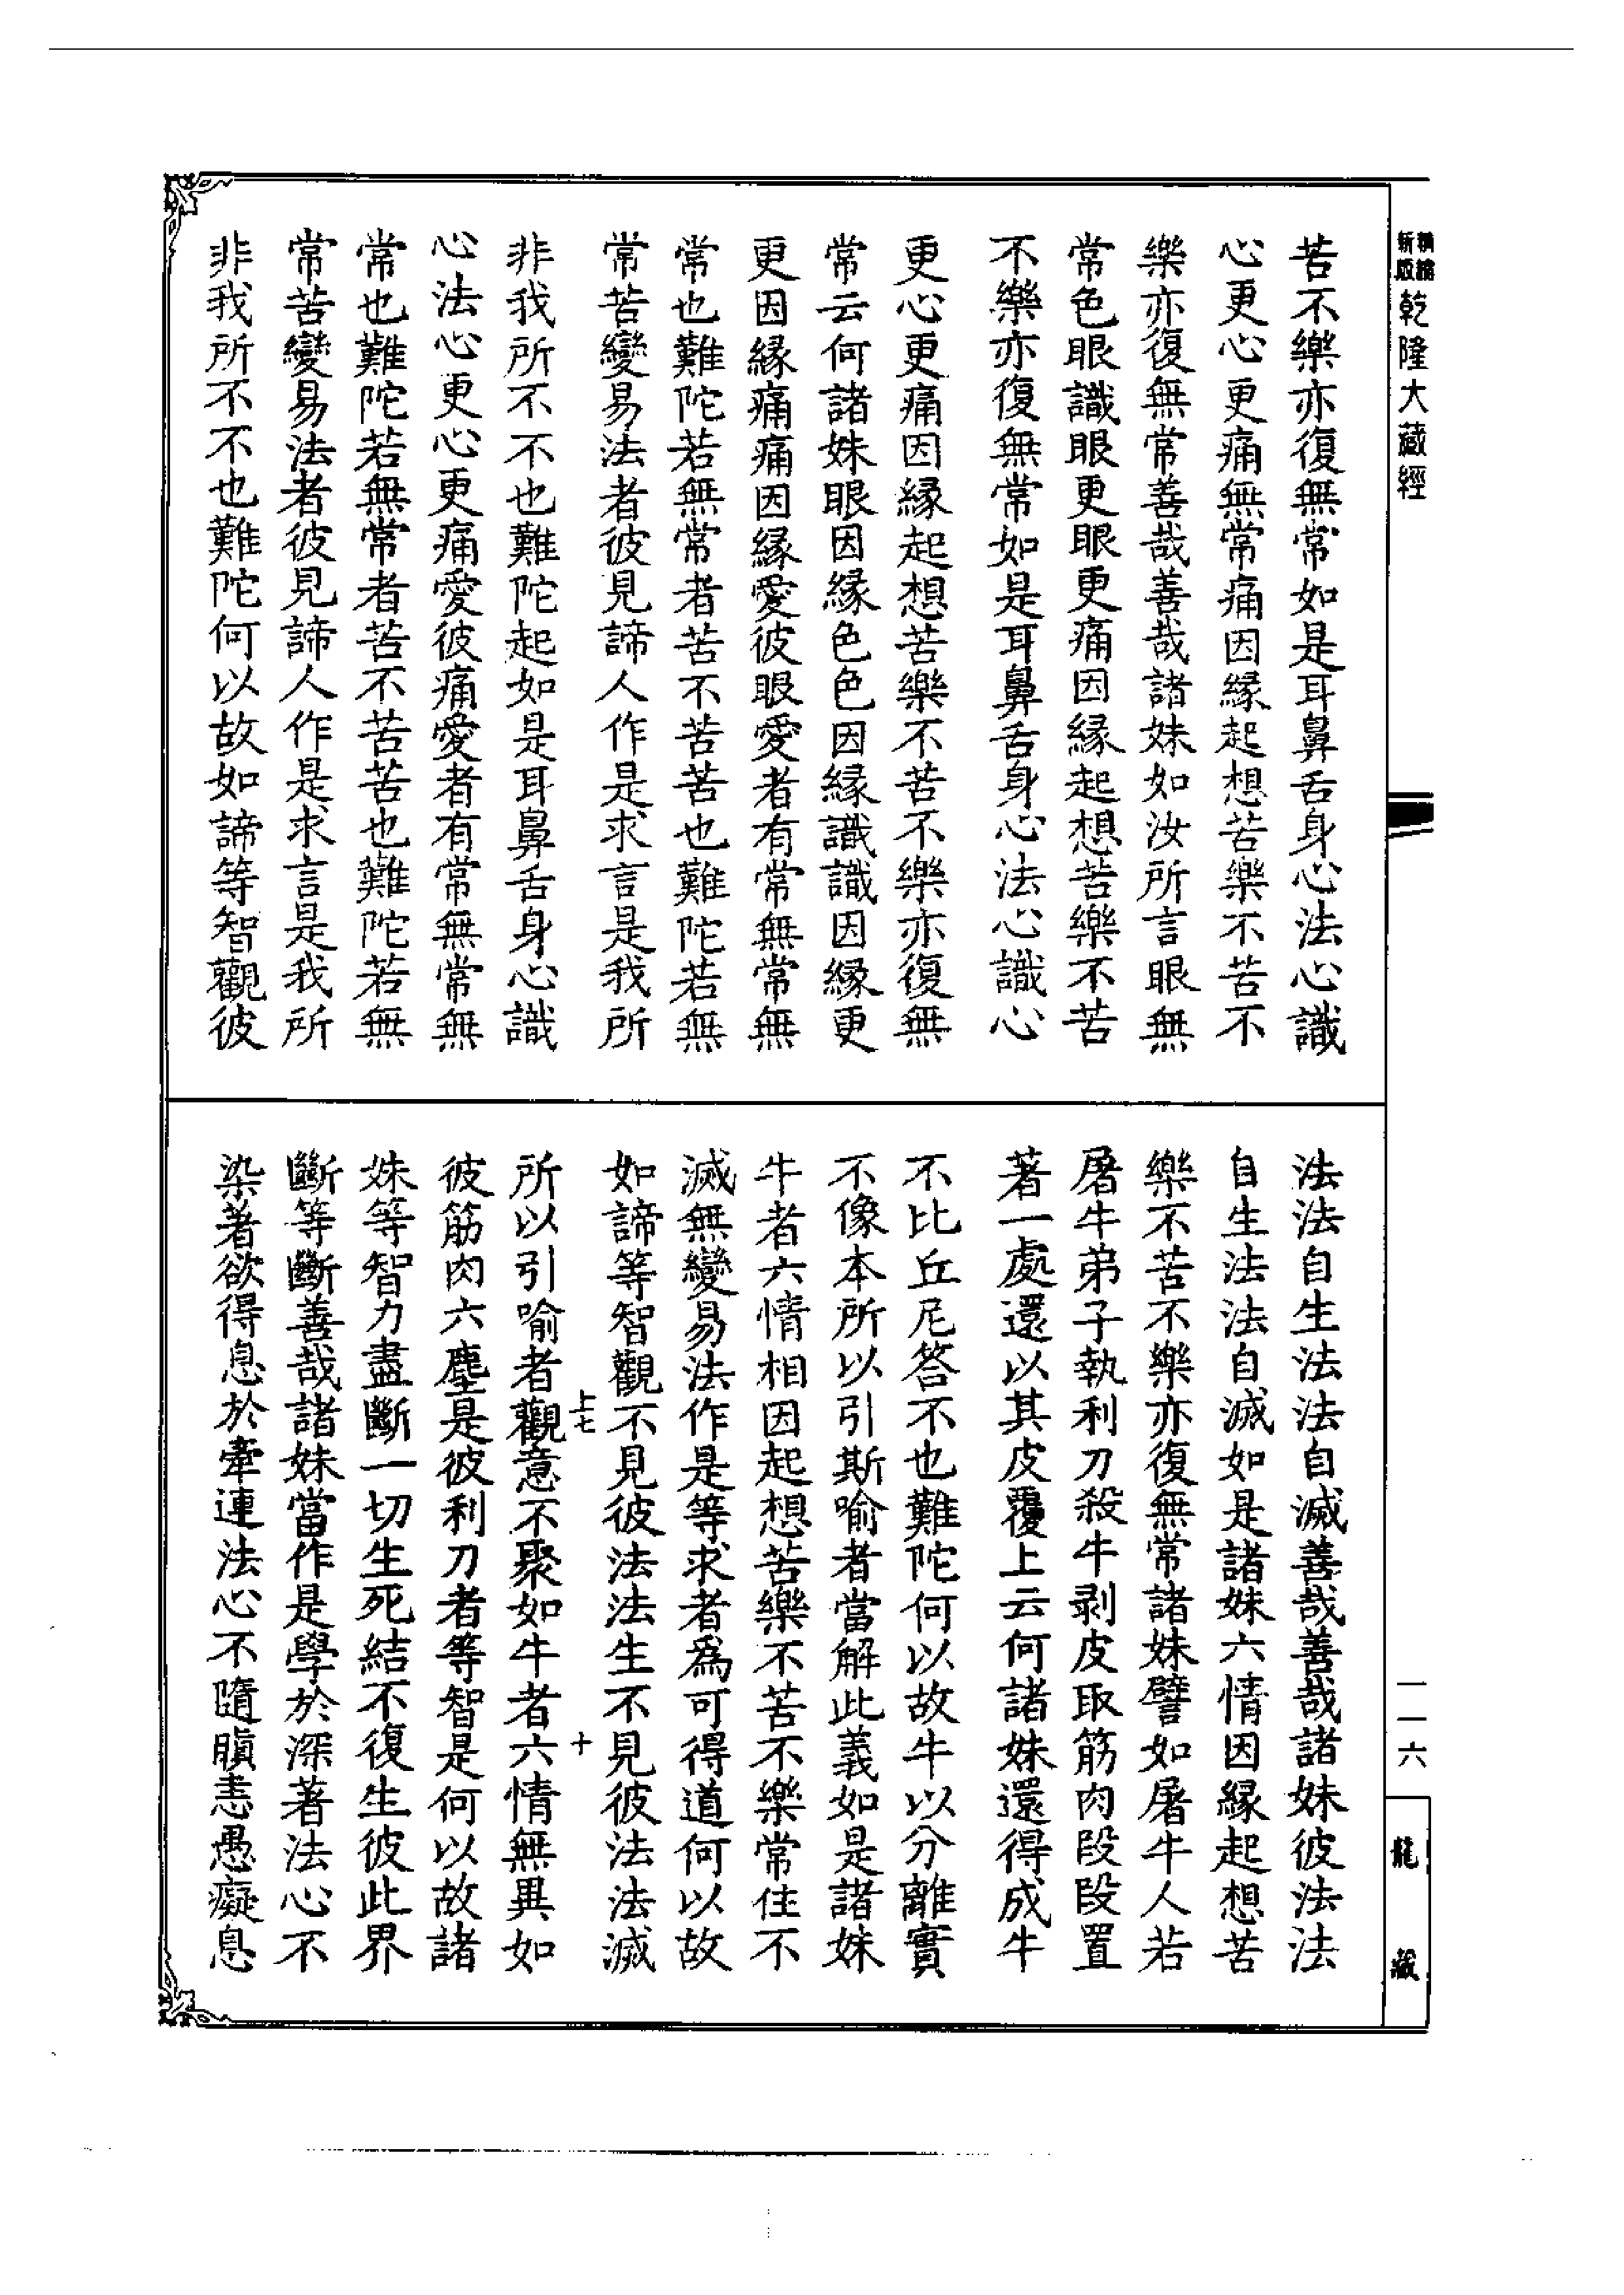 新版 精縮 乾隆大藏經
苦不樂亦復無常如是耳鼻舌身心法心識
心更心更痛無常痛因緣起想苦樂不苦不
樂亦復無常善哉善哉諸妹如汝所言眼無
常色眼識眼更眼更痛因緣起想苦樂不苦
不樂亦復無常如是耳鼻舌身心法心識心
更心更痛因緣起想苦樂不苦不樂亦復無
常云何諸妹眼因緣色色因緣識識因緣更
更因緣痛痛因緣愛彼眼愛者有常無常無
常也難陀若無常者苦不苦苦也難陀若無
常苦變易法者彼見諦人作是求言是我所
非我所不不也難陀起如是耳鼻舌身心識
心法心更心更痛愛彼痛愛者有常無常無
常也難陀若無常者苦不苦苦也難陀若無
常苦變易法者彼見諦人作是求言是我所
非我所不不也難陀何以故如諦等智觀彼
法法自生法法自滅善哉善哉諸妹彼法法
自生法法自滅如是諸妹六情因緣起想苦
樂不苦不樂亦復無常諸妹譬如屠牛人若
屠牛弟子執利刀殺牛剥皮取筋肉段段置
著一處還以其皮覆上云何諸妹還得成牛
不比丘尼答不也難陀何以故牛以分離實
不像本所以引斯喻者當解此義如是諸妹
牛者六情相因起想苦樂不苦不樂常住不
滅無變易法作是等求者為可得道何以故
如諦等智觀不見彼法法生不見彼法法滅
上七 十
所以引喻者觀意不聚如牛者六情無異如
彼筋肉六塵是彼利刀者等智是何以故諸
妹等智力盡斷一切生死結不復生彼此界
斷等斷善哉諸妹當作是學於深著法心不
染著欲得息於牽連法心不隨瞋恚愚癡息
一一六
龍藏